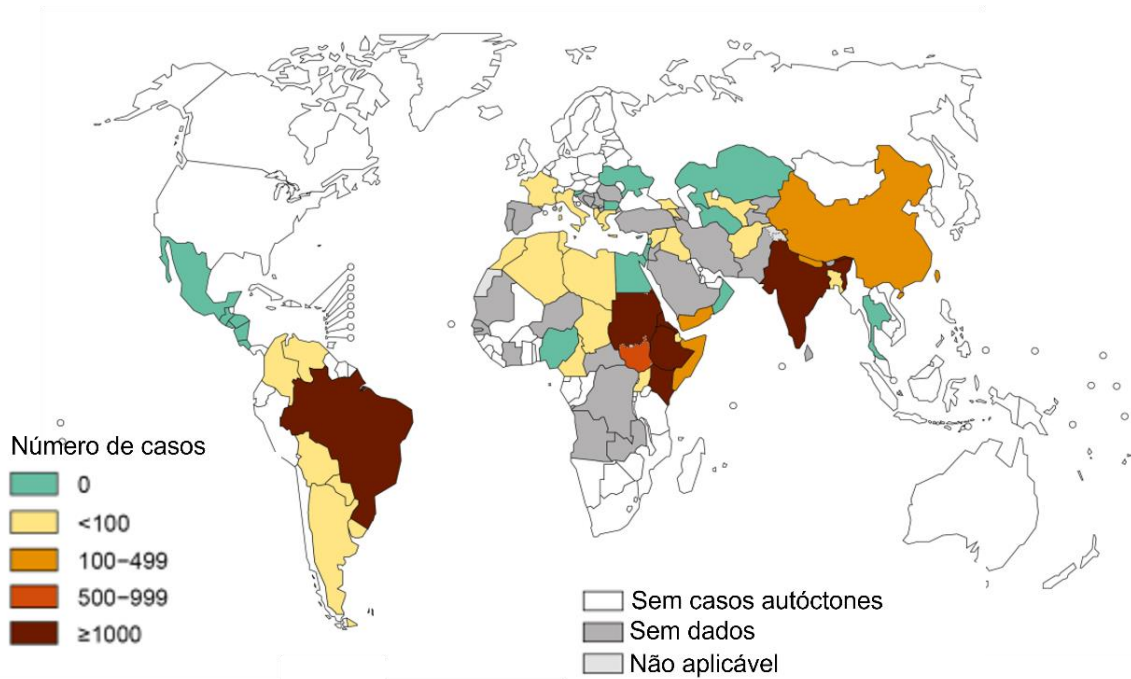 Número de casos
0
<100
100–499
500–999
≥1000
Sem casos autóctones
Sem dados
Não aplicável